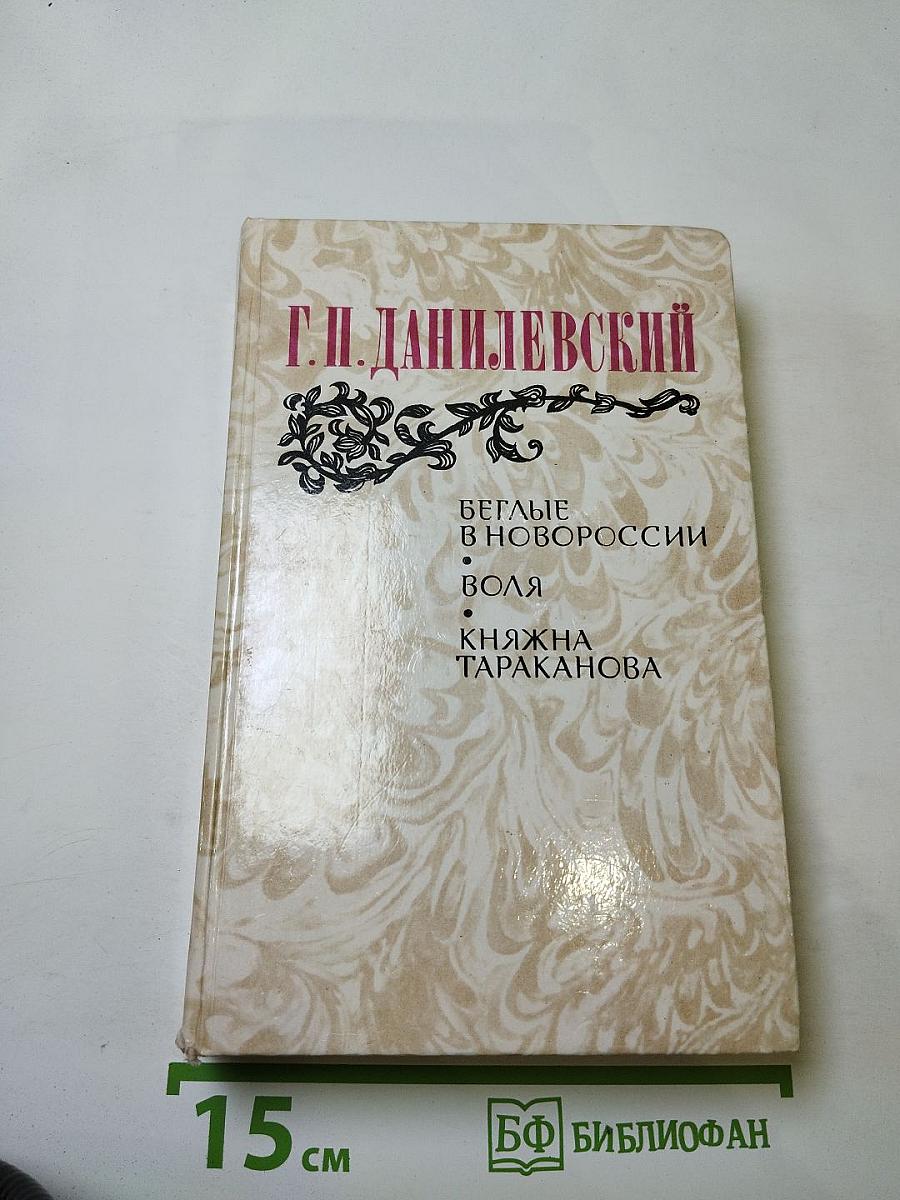 Г. П. ДАНИЛЕВСКИЙ
БЕГЛЫЕ
В НОВОРОССИИ
•
ВОЛЯ
•
КНЯЖНА
ТАРАКАНОВА
15 см
БФ БИБЛИОФАН